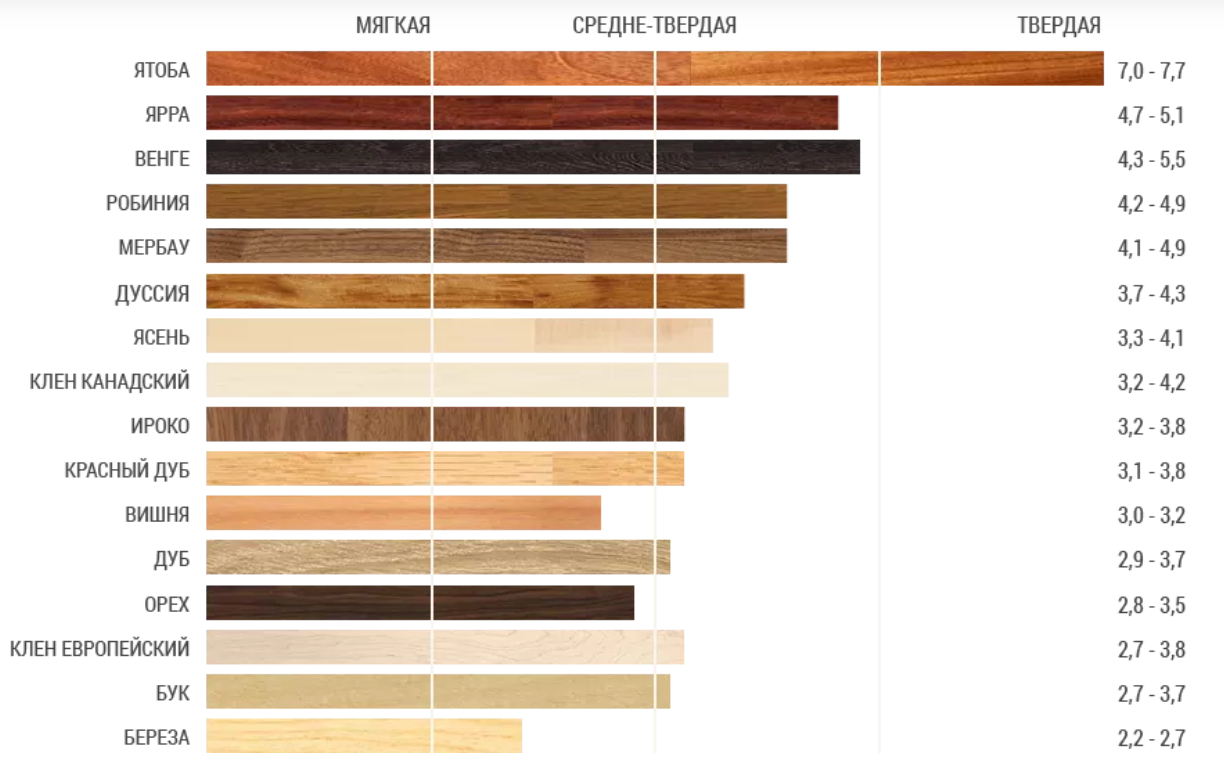 МЯГКАЯ СРЕДНЕ-ТВЕРДАЯ ТВЕРДАЯ
ЯТОБА 7,0 - 7,7
ЯРРА 4,7 - 5,1
ВЕНГЕ 4,3 - 5,5
РОБИНИЯ 4,2 - 4,9
МЕРБАУ 4,1 - 4,9
ДУССИЯ 3,7 - 4,3
ЯСЕНЬ 3,3 - 4,1
КЛЕН КАНАДСКИЙ 3,2 - 4,2
ИРОКО 3,2 - 3,8
КРАСНЫЙ ДУБ 3,1 - 3,8
ВИШНЯ 3,0 - 3,2
ДУБ 2,9 - 3,7
ОРЕХ 2,8 - 3,5
КЛЕН ЕВРОПЕЙСКИЙ 2,7 - 3,8
БУК 2,7 - 3,7
БЕРЕЗА 2,2 - 2,7